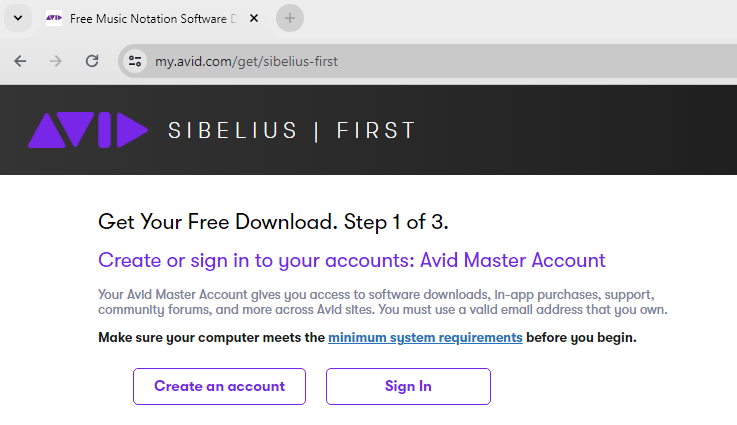 Free Music Notation Software D
my.avid.com/get/sibelius-first
AVID SIBELIUS | FIRST
Get Your Free Download. Step 1 of 3.
Create or sign in to your accounts: Avid Master Account
Your Avid Master Account gives you access to software downloads, in-app purchases, support,
community forums, and more across Avid sites. You must use a valid email address that you own.
Make sure your computer meets the minimum system requirements before you begin.
Create an account Sign In